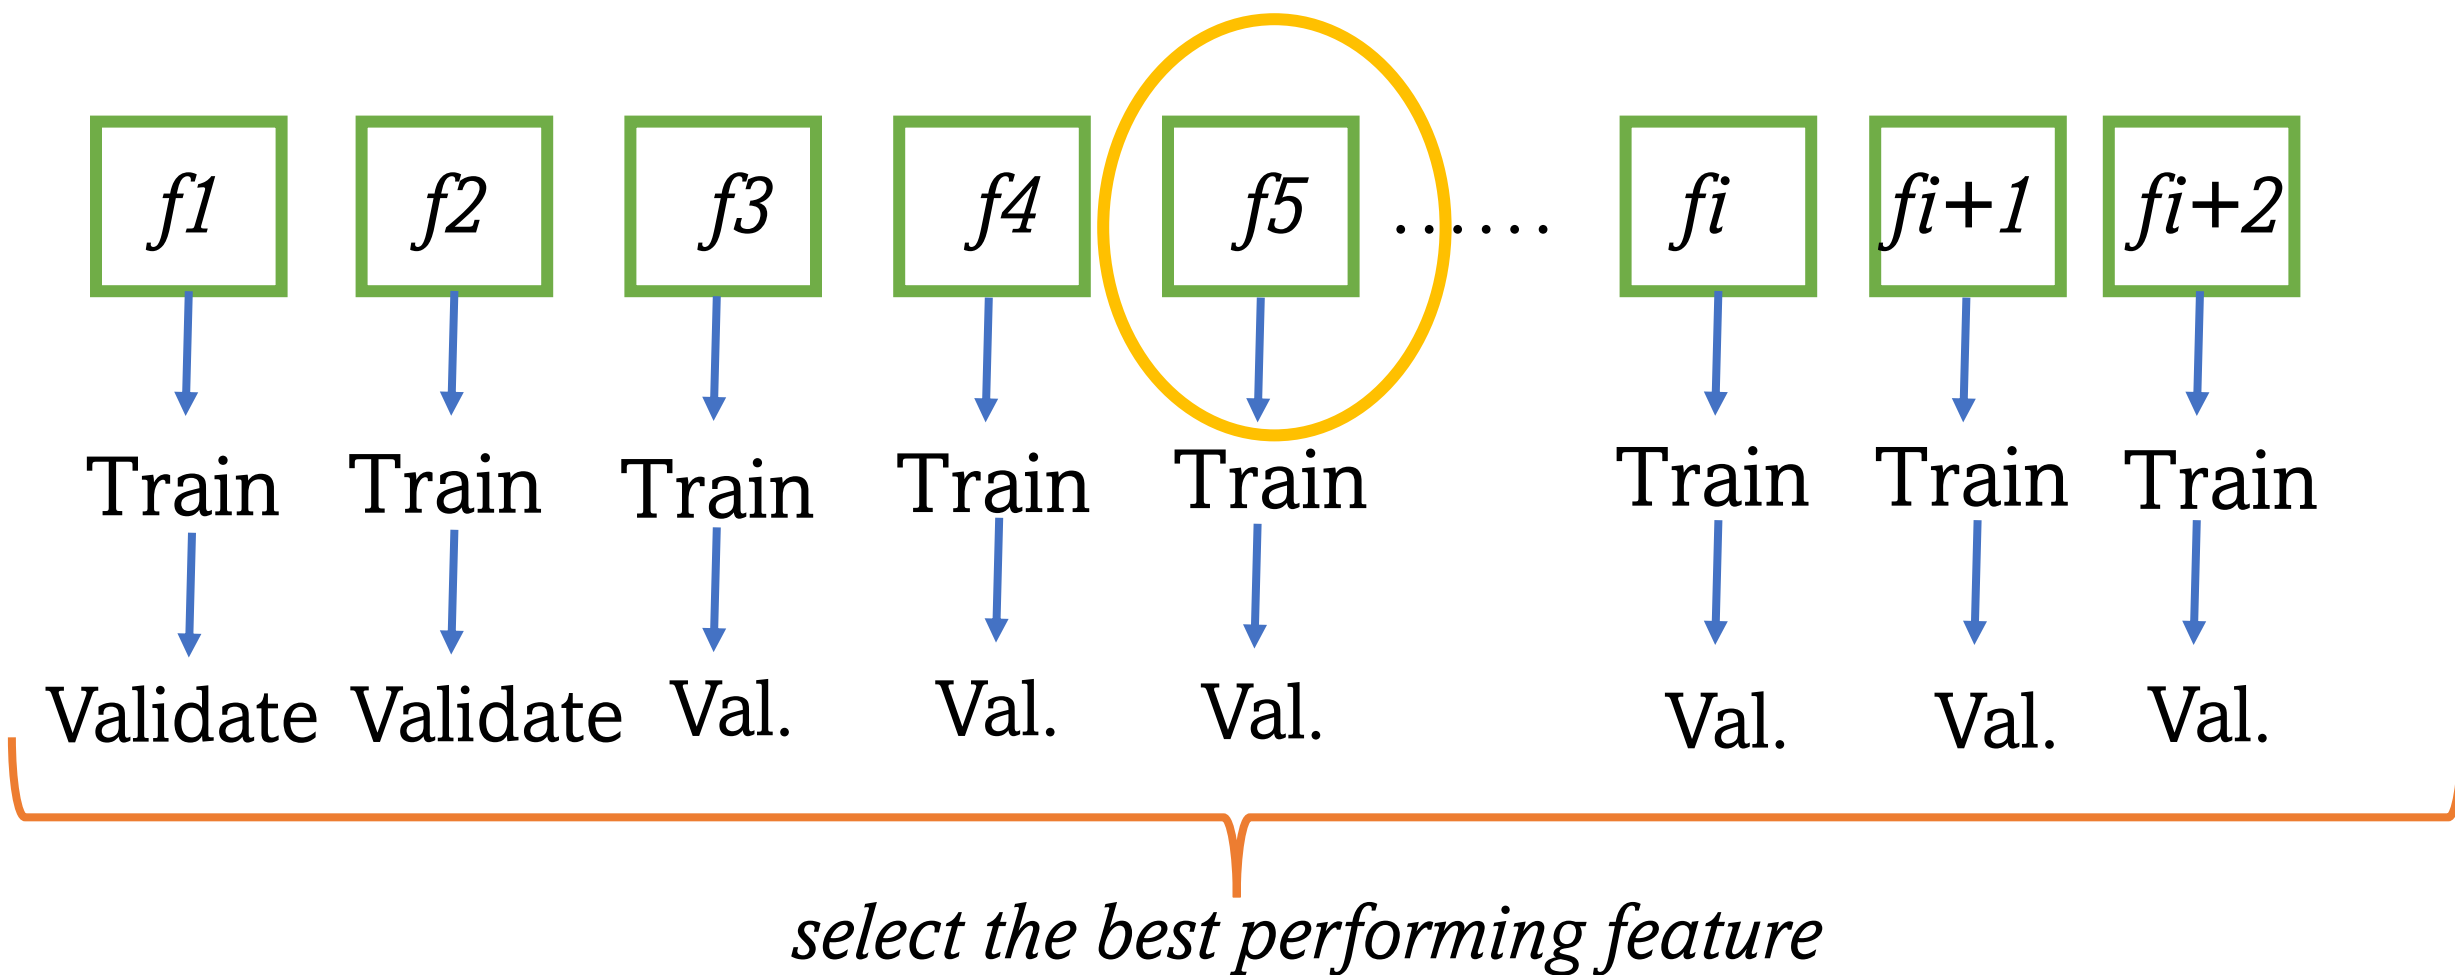 f1 f2 f3 f4 f5 ...... fi fi+1 fi+2
Train Train Train Train Train Train Train Train
Validate Validate Val. Val. Val. Val. Val. Val.
select the best performing feature